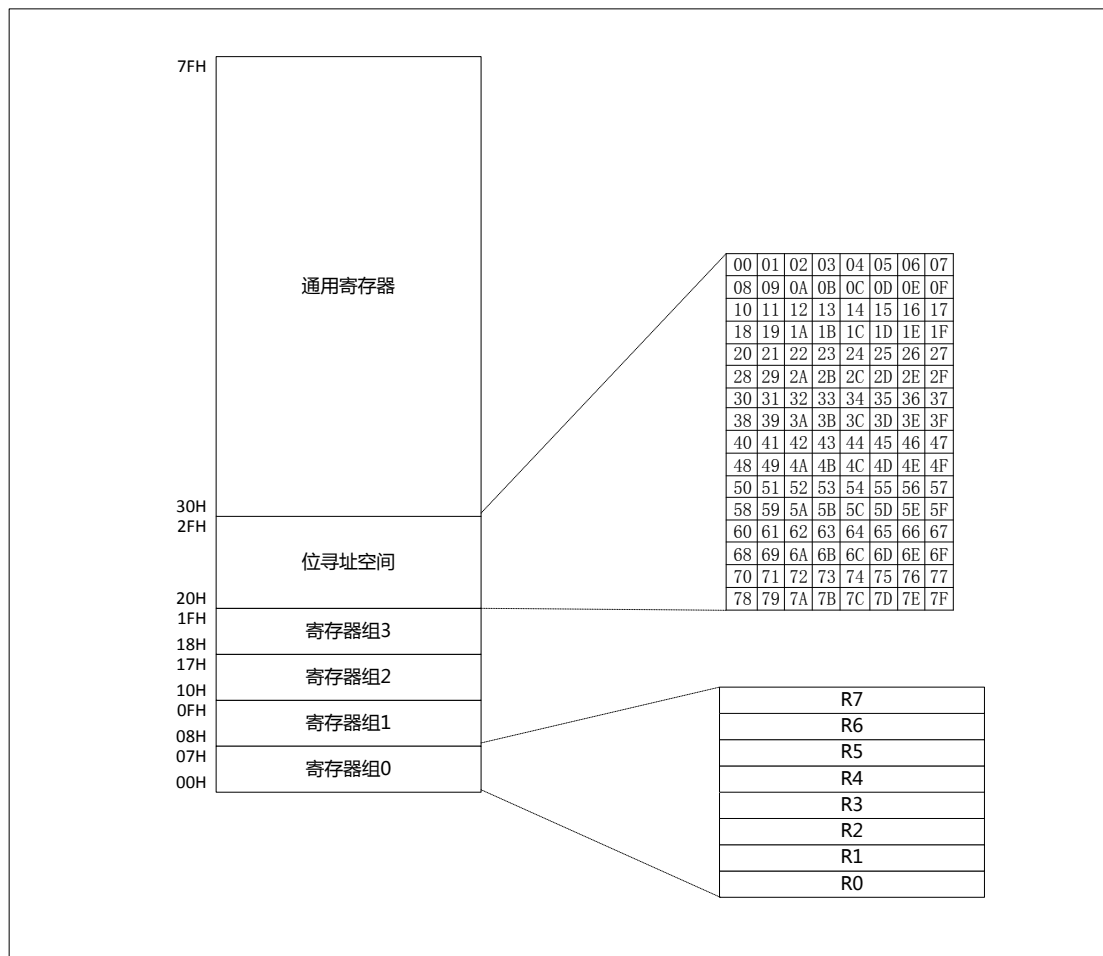 7FH
通用寄存器
30H
2FH
位寻址空间
20H
1FH
寄存器组3
18H
17H
寄存器组2
10H
0FH
寄存器组1
08H
07H
寄存器组0
00H
00 01 02 03 04 05 06 07
08 09 0A 0B 0C 0D 0E 0F
10 11 12 13 14 15 16 17
18 19 1A 1B 1C 1D 1E 1F
20 21 22 23 24 25 26 27
28 29 2A 2B 2C 2D 2E 2F
30 31 32 33 34 35 36 37
38 39 3A 3B 3C 3D 3E 3F
40 41 42 43 44 45 46 47
48 49 4A 4B 4C 4D 4E 4F
50 51 52 53 54 55 56 57
58 59 5A 5B 5C 5D 5E 5F
60 61 62 63 64 65 66 67
68 69 6A 6B 6C 6D 6E 6F
70 71 72 73 74 75 76 77
78 79 7A 7B 7C 7D 7E 7F
R7
R6
R5
R4
R3
R2
R1
R0